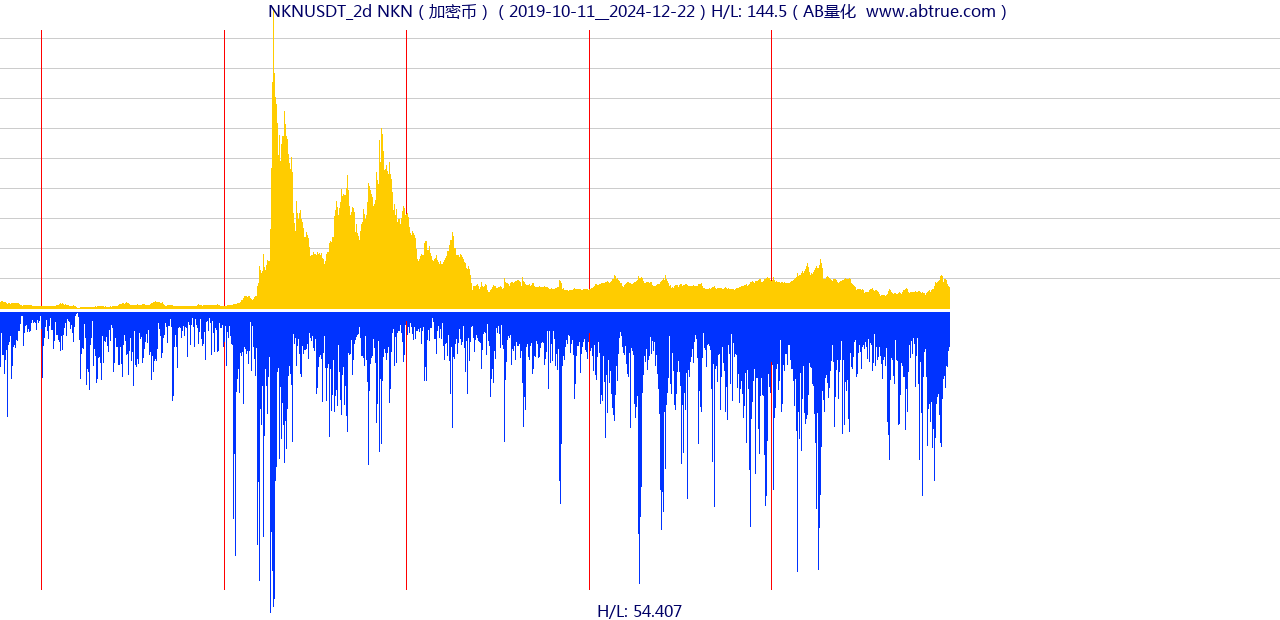 NKNUSDT_2d NKN ( 加密币 ) ( 2019-10-11__2024-12-22 ) H/L: 144.5 ( AB量化  www.abtrue.com )
H/L: 54.407